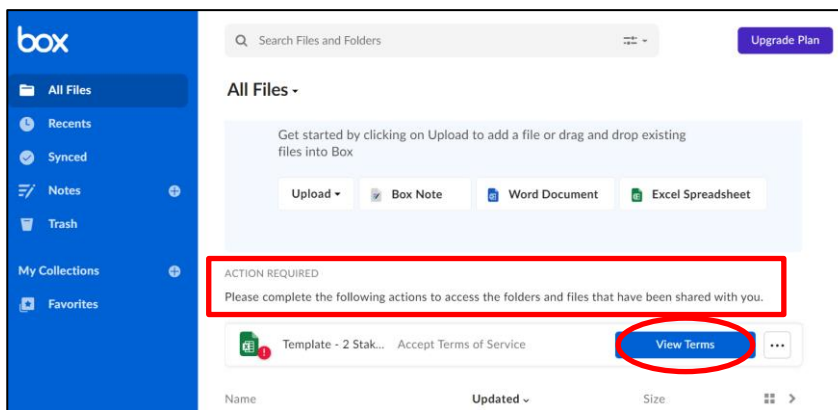 box
Search Files and Folders
Upgrade Plan
All Files
Recents
Synced
Notes
Trash
My Collections
Favorites
All Files
Get started by clicking on Upload to add a file or drag and drop existing
files into Box
Upload
Box Note
Word Document
Excel Spreadsheet
ACTION REQUIRED
Please complete the following actions to access the folders and files that have been shared with you.
Template - 2 Stak... Accept Terms of Service View Terms ...
Name Updated Size